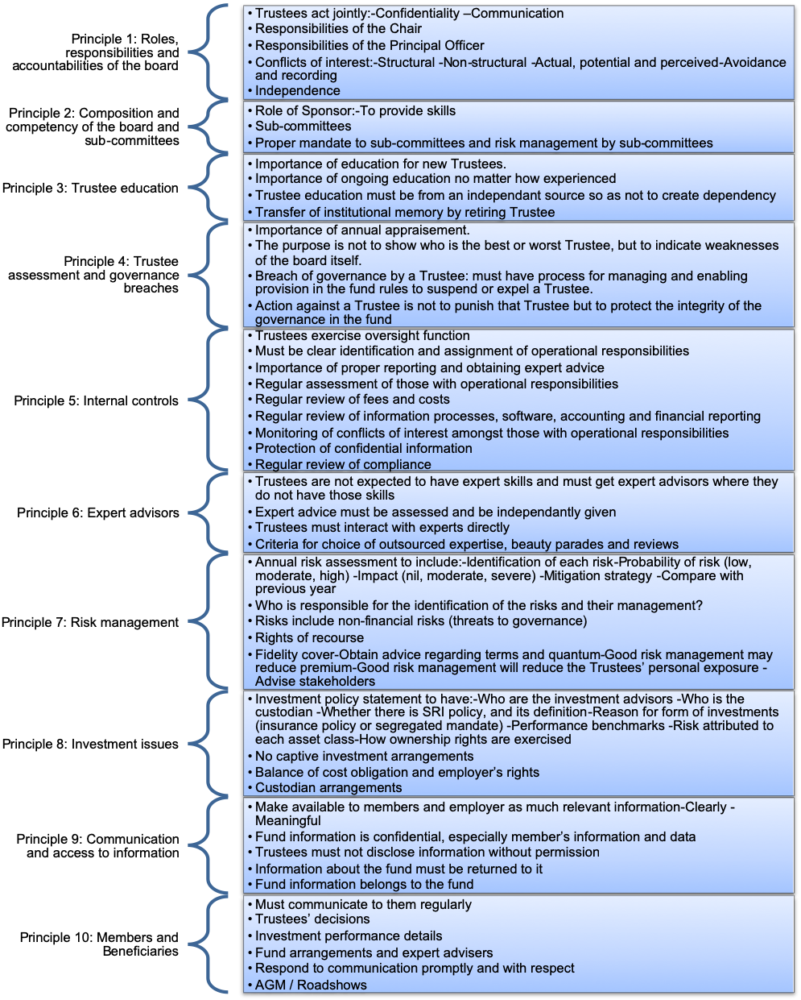 Principle 1: Roles,
responsibilities and
accountabilities of the board
• Trustees act jointly:-Confidentiality –Communication
• Responsibilities of the Chair
• Responsibilities of the Principal Officer
• Conflicts of interest:-Structural -Non-structural -Actual, potential and perceived-Avoidance
and recording
• Independence
Principle 2: Composition and
competency of the board and
sub-committees
• Role of Sponsor:-To provide skills
• Sub-committees
• Proper mandate to sub-committees and risk management by sub-committees
Principle 3: Trustee education
• Importance of education for new Trustees.
• Importance of ongoing education no matter how experienced
• Trustee education must be from an independant source so as not to create dependency
• Transfer of institutional memory by retiring Trustee
Principle 4: Trustee
assessment and governance
breaches
• Importance of annual appraisement.
• The purpose is not to show who is the best or worst Trustee, but to indicate weaknesses
of the board itself.
• Breach of governance by a Trustee: must have process for managing and enabling
provision in the fund rules to suspend or expel a Trustee.
• Action against a Trustee is not to punish that Trustee but to protect the integrity of the
governance in the fund
Principle 5: Internal controls
• Trustees exercise oversight function
• Must be clear identification and assignment of operational responsibilities
• Importance of proper reporting and obtaining expert advice
• Regular assessment of those with operational responsibilities
• Regular review of fees and costs
• Regular review of information processes, software, accounting and financial reporting
• Monitoring of conflicts of interest amongst those with operational responsibilities
• Protection of confidential information
• Regular review of compliance
Principle 6: Expert advisors
• Trustees are not expected to have expert skills and must get expert advisors where they
do not have those skills
• Expert advice must be assessed and be independantly given
• Trustees must interact with experts directly
• Criteria for choice of outsourced expertise, beauty parades and reviews
Principle 7: Risk management
• Annual risk assessment to include:-Identification of each risk-Probability of risk (low,
moderate, high) -Impact (nil, moderate, severe) -Mitigation strategy -Compare with
previous year
• Who is responsible for the identification of the risks and their management?
• Risks include non-financial risks (threats to governance)
• Rights of recourse
• Fidelity cover-Obtain advice regarding terms and quantum-Good risk management may
reduce premium-Good risk management will reduce the Trustees’ personal exposure -
Advise stakeholders
Principle 8: Investment issues
• Investment policy statement to have:-Who are the investment advisors -Who is the
custodian -Whether there is SRI policy, and its definition-Reason for form of investments
(insurance policy or segregated mandate) -Performance benchmarks -Risk attributed to
each asset class-How ownership rights are exercised
• No captive investment arrangements
• Balance of cost obligation and employer’s rights
• Custodian arrangements
Principle 9: Communication
and access to information
• Make available to members and employer as much relevant information-Clearly -
Meaningful
• Fund information is confidential, especially member’s information and data
• Trustees must not disclose information without permission
• Information about the fund must be returned to it
• Fund information belongs to the fund
Principle 10: Members and
Beneficiaries
• Must communicate to them regularly
• Trustees’ decisions
• Investment performance details
• Fund arrangements and expert advisers
• Respond to communication promptly and with respect
• AGM / Roadshows